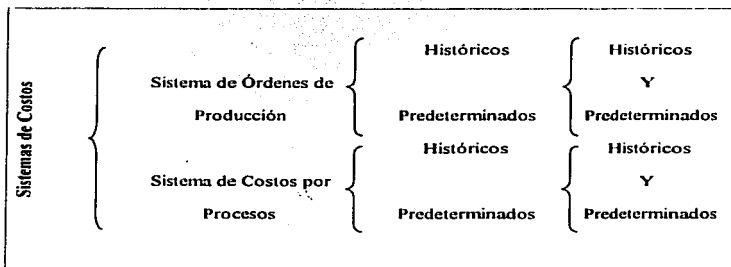 Sistemas de Costos
Históricos Históricos
Sistema de Órdenes de Y
Producción Predeterminados Predeterminados
Históricos Históricos
Sistema de Costos por Y
Procesos Predeterminados Predeterminados